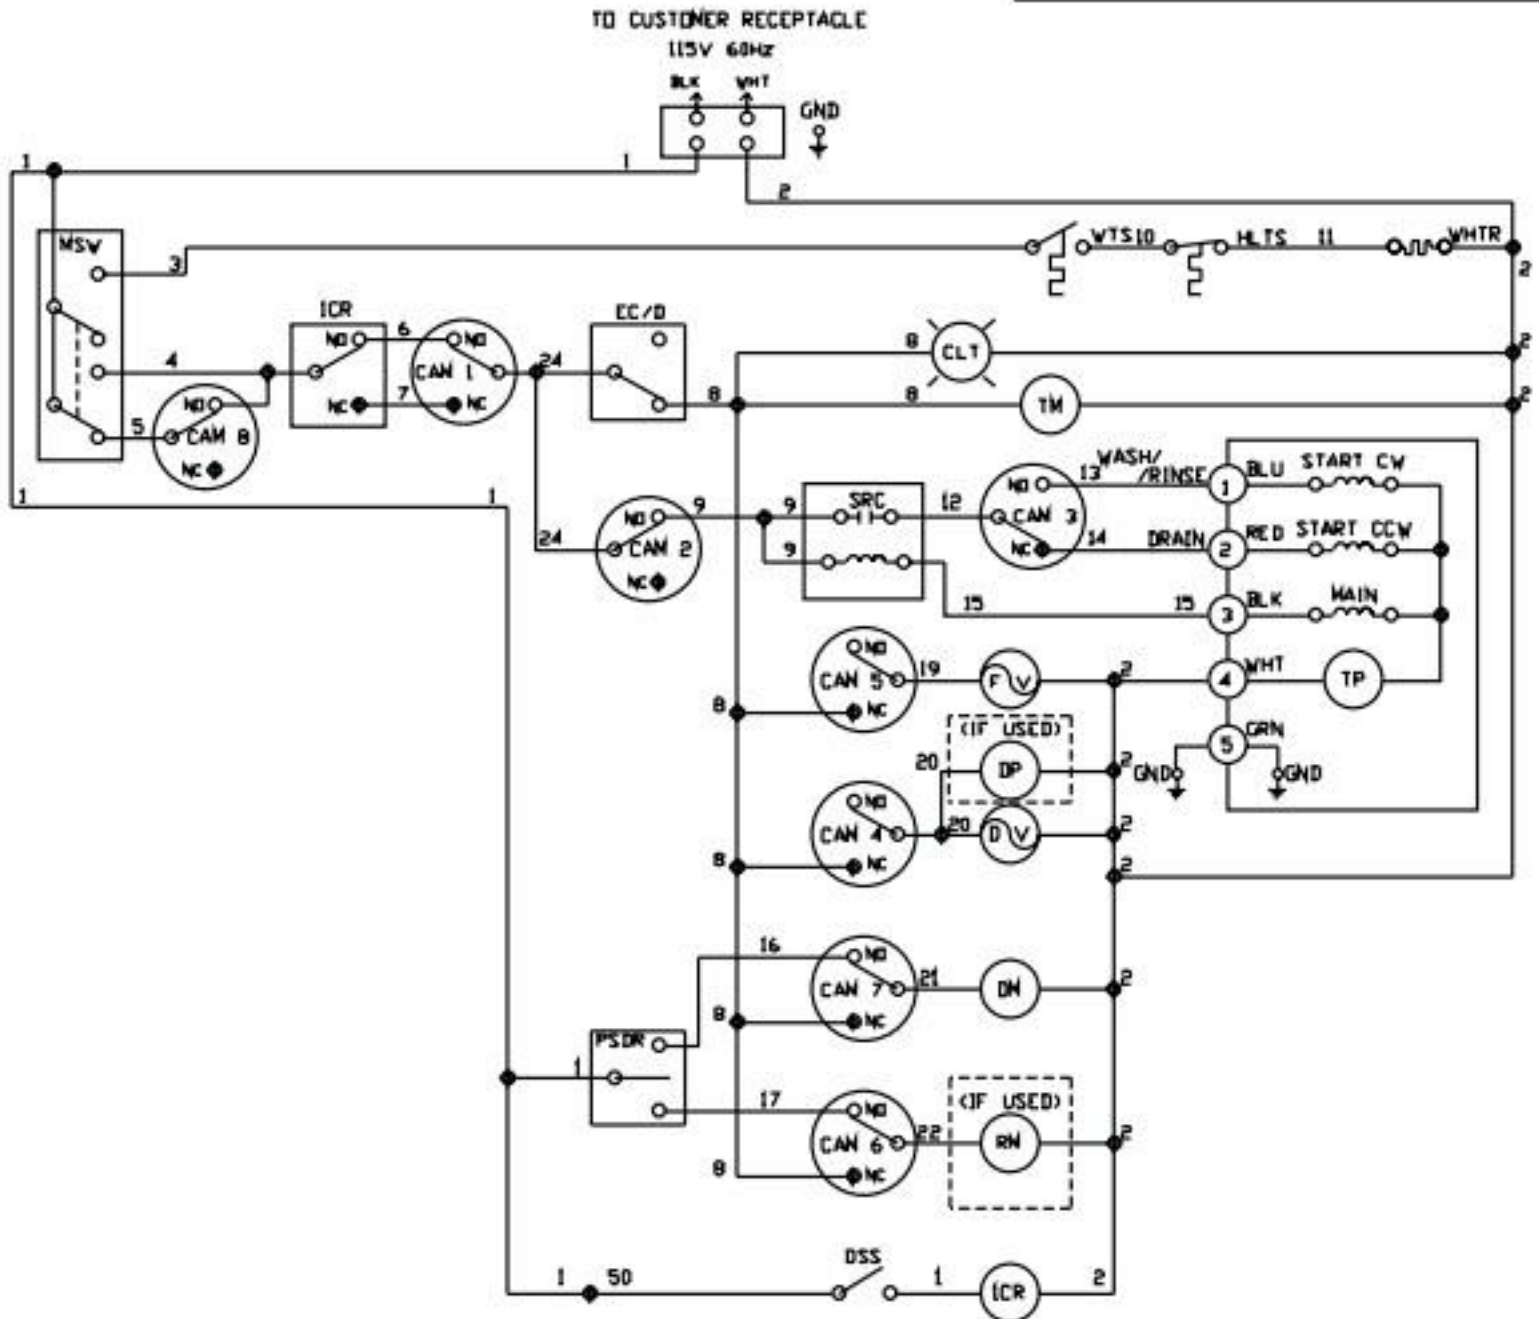 TO CUSTOMER RECEPTACLE
115V 60Hz
BLK WHT
GND
1 1
2
MSW
3
WTS 10 HLTS 11 WHTR
2
1CR
NO 6 NO
4
CAM 1
NC 7 NC
24
EC/D
8
8 CLT 2
8 TM 2
5
NO
CAM 8
NC
1 1
24
NO 9
CAM 2
NC
9 SRC 12
9
15 15
NO 13 WASH/
/RINSE
CAM 3
NC 14 DRAIN
1 BLU START CW
2 RED START CCW
3 BLK MAIN
4 WHT TP
5 GRN
GND GND
NO
CAM 5 19 FV 2
8 NC
(IF USED)
20 DP 2
NO
CAM 4 20 DV 2
8 NC
2
16 NO
CAM 7 21 DM 2
8 NC
PSDR
1
17 NO
CAM 6 22 RM 2
8 NC
(IF USED)
DSS
1 50 1 1CR 2